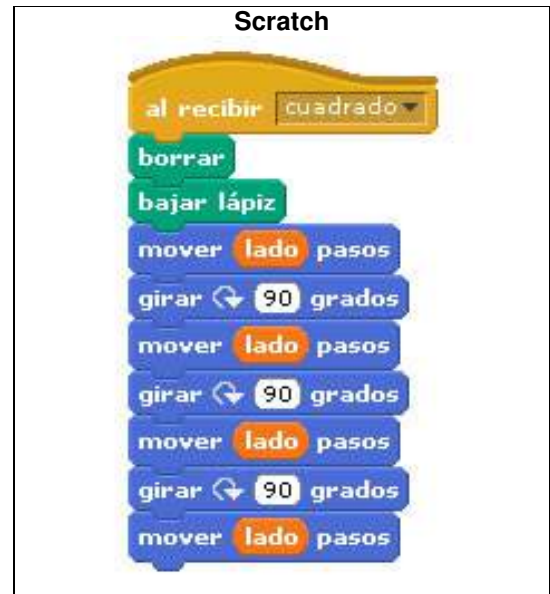 Scratch
al recibir cuadrado
borrar
bajar lápiz
mover lado pasos
girar 90 grados
mover lado pasos
girar 90 grados
mover lado pasos
girar 90 grados
mover lado pasos